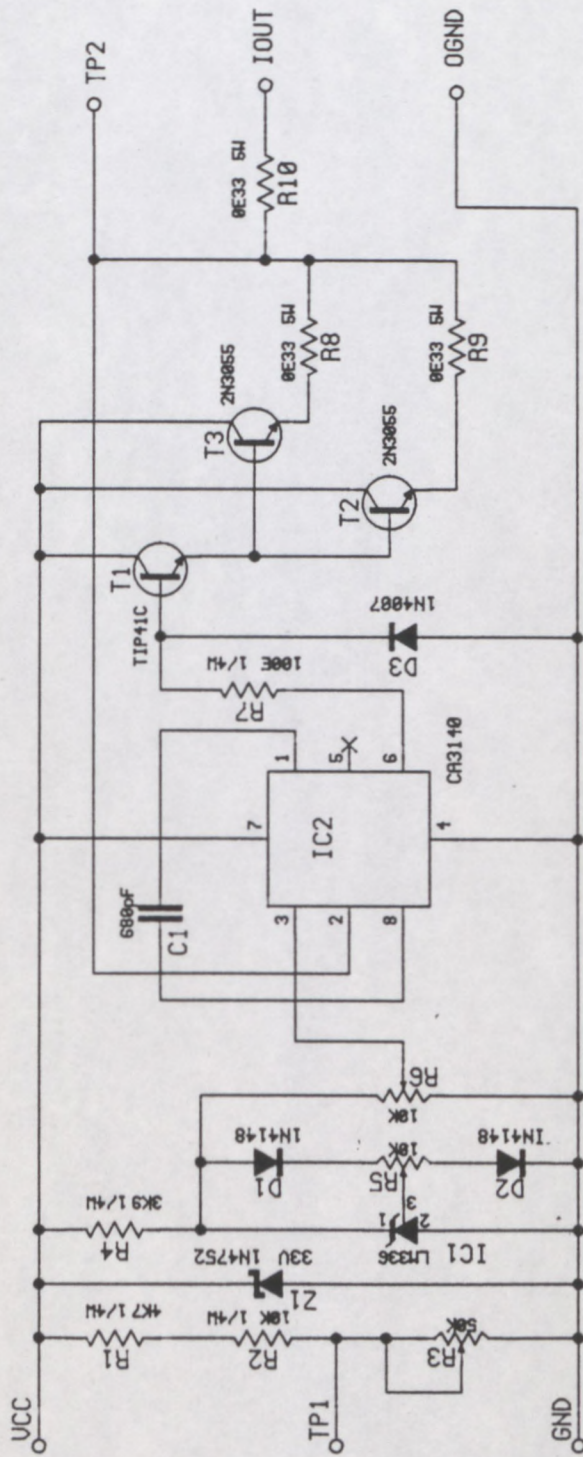 VCC
TP1
GND
R1
4K7 1/4W
R2
10K 1/4W
R3
50K
Z1
33V 1N4752
R4
3K9 1/4W
IC1
LM336
1
2
3
D1
1N4148
R5
10K
D2
IN4148
R6
10K
C1
680pF
IC2
3
2
8
7
4
1
5
6
CA3140
R7
100E 1/4W
D3
1N4007
T1
TIP41C
T2
2N3055
T3
2N3055
R8
0E33 5W
R9
0E33 5W
R10
0E33 5W
TP2
IOUT
OGND